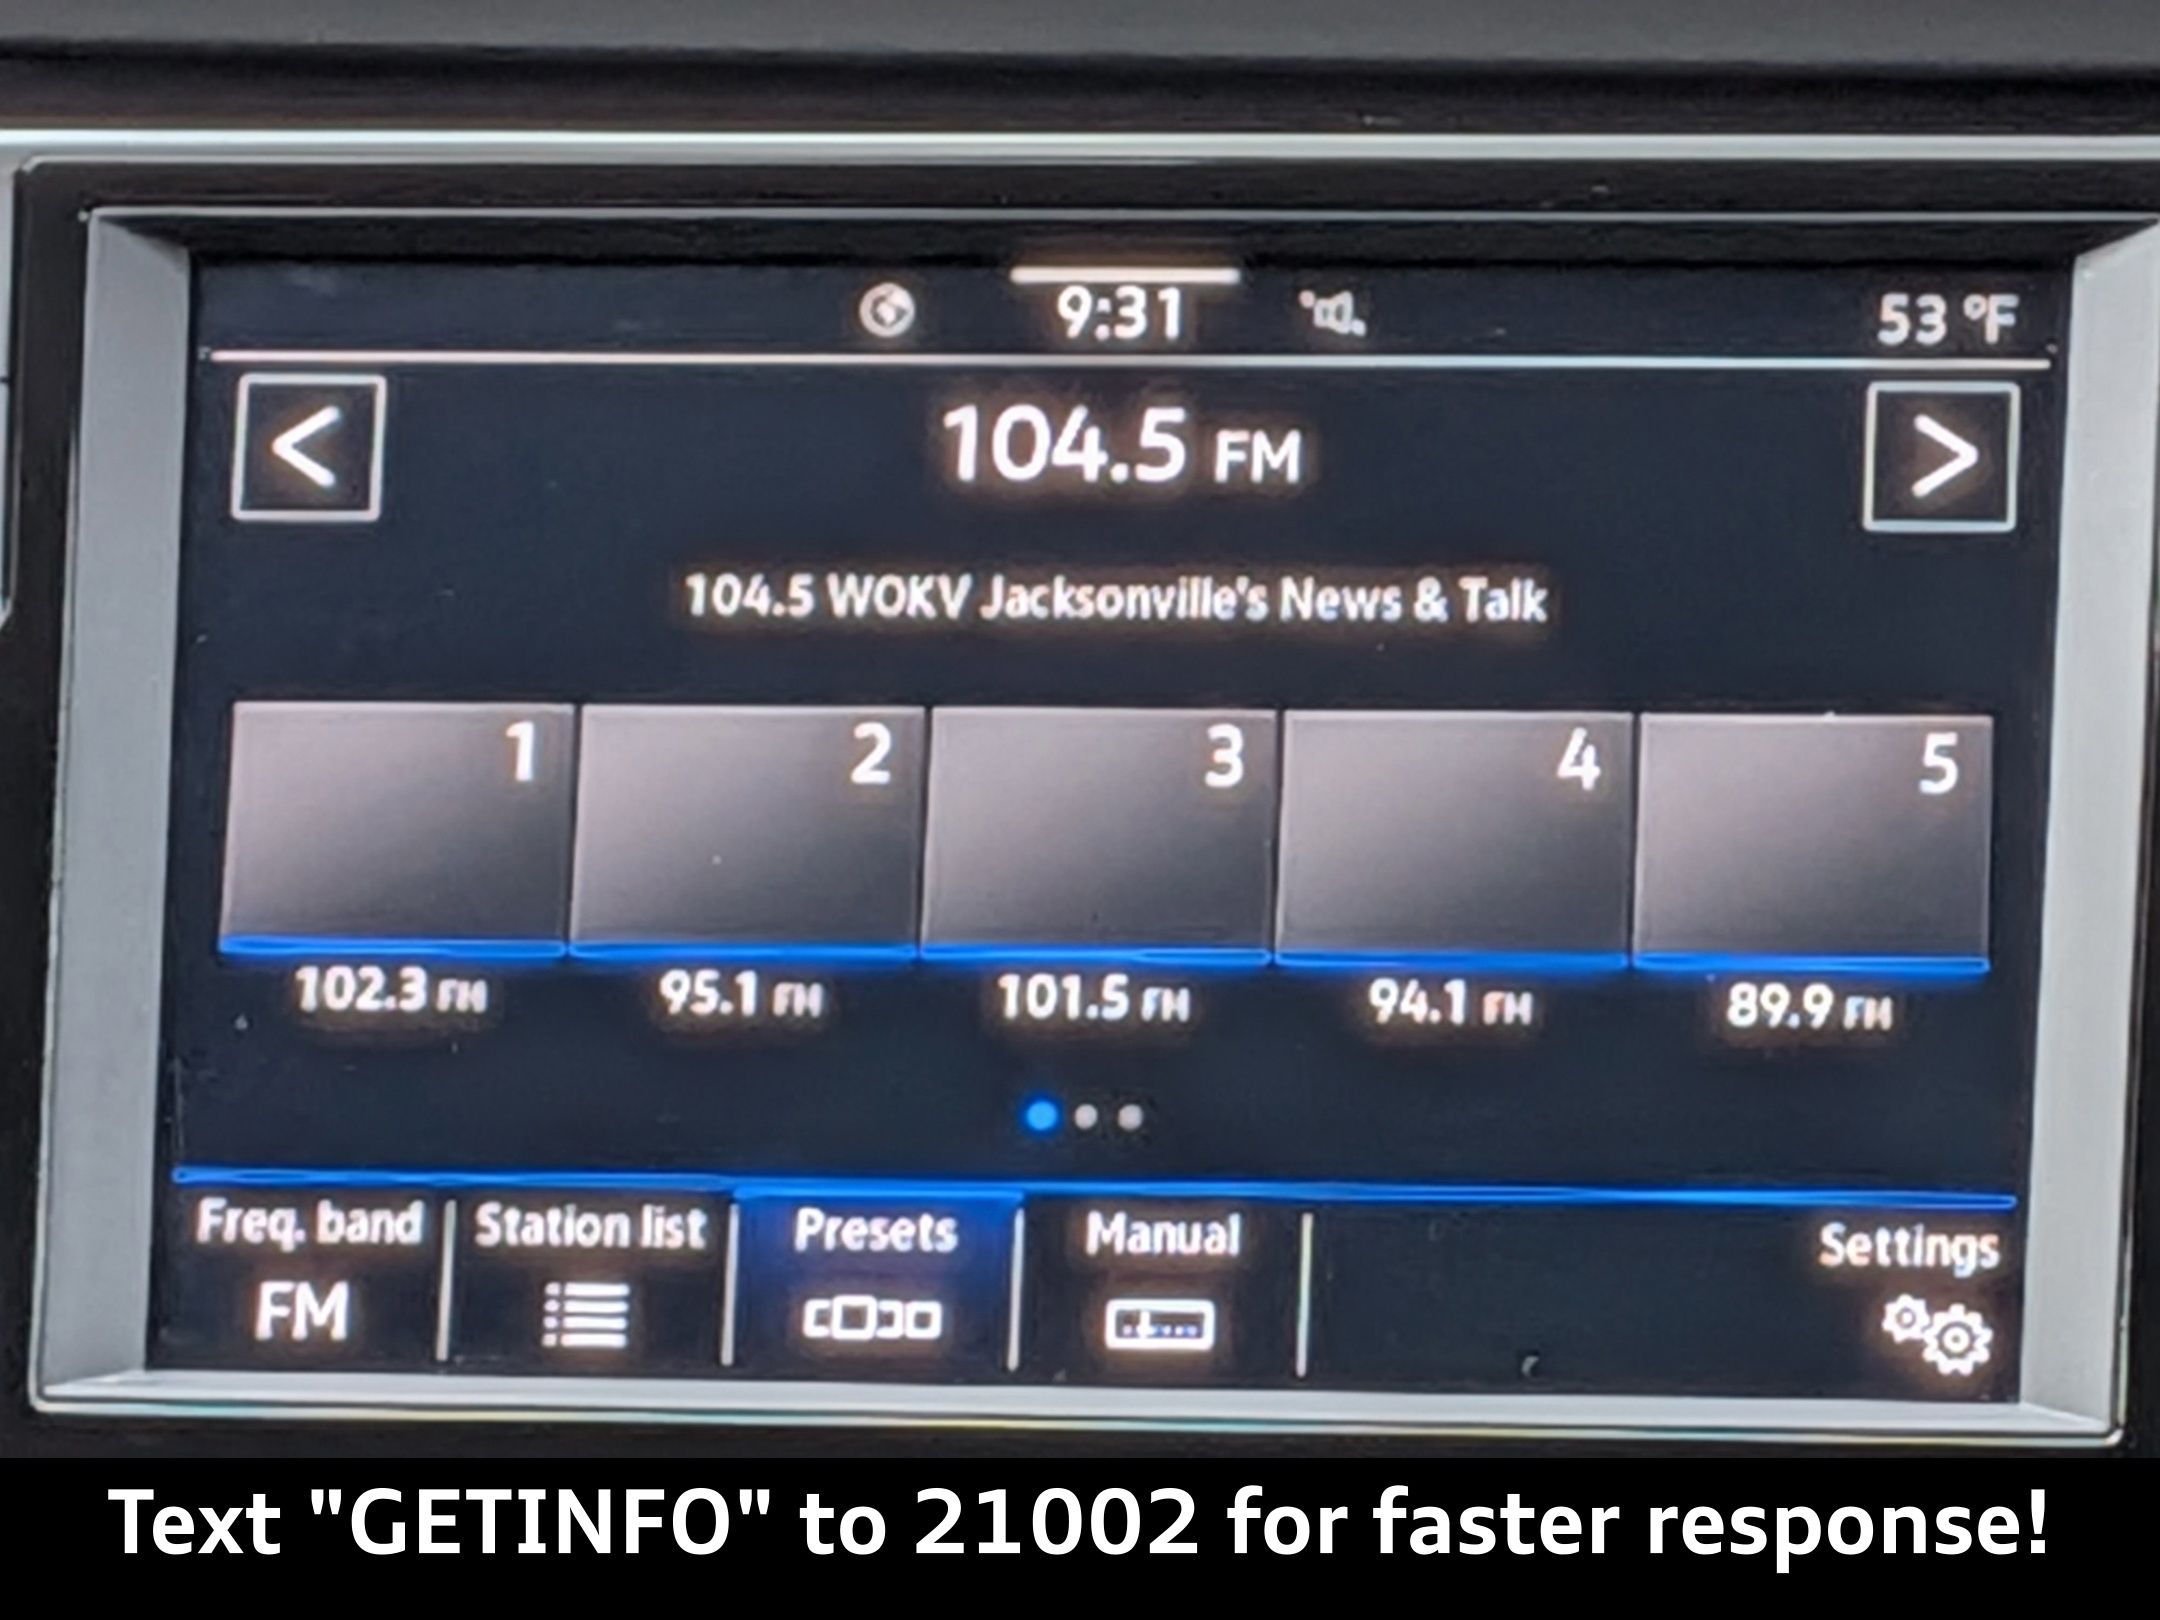 9:31
53 °F
<
104.5 FM
>
104.5 WOKV Jacksonville's News & Talk
1
2
3
4
5
102.3 FM
95.1 FM
101.5 FM
94.1 FM
89.9 FM
Freq. band
Station list
Presets
Manual
Settings
FM
Text "GETINFO" to 21002 for faster response!